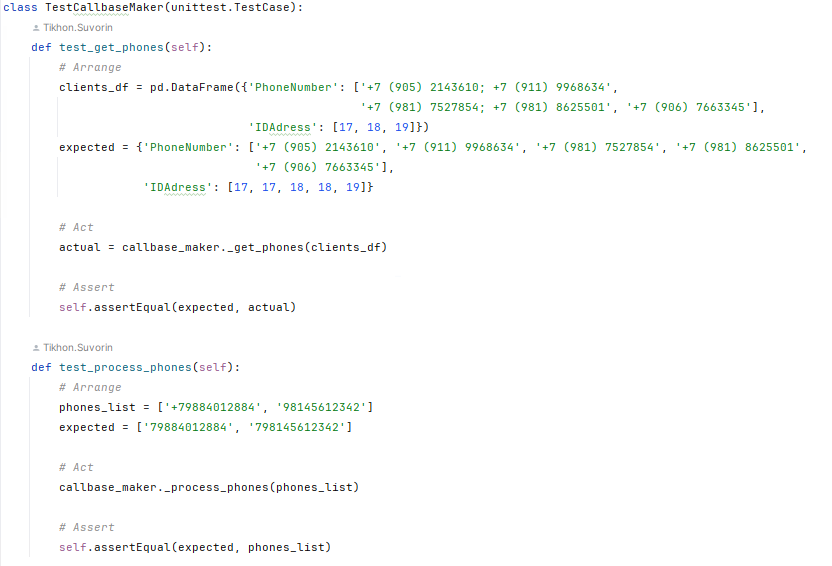 class TestCallbaseMaker(unittest.TestCase):
Tikhon.Suvorin
def test_get_phones(self):
# Arrange
clients_df = pd.DataFrame({'PhoneNumber': ['+7 (905) 2143610; +7 (911) 9968634',
'+7 (981) 7527854; +7 (981) 8625501', '+7 (906) 7663345'],
'IDAdress': [17, 18, 19]})
expected = {'PhoneNumber': ['+7 (905) 2143610', '+7 (911) 9968634', '+7 (981) 7527854', '+7 (981) 8625501',
'+7 (906) 7663345'],
'IDAdress': [17, 17, 18, 18, 19]}
# Act
actual = callbase_maker._get_phones(clients_df)
# Assert
self.assertEqual(expected, actual)
Tikhon.Suvorin
def test_process_phones(self):
# Arrange
phones_list = ['+79884012884', '98145612342']
expected = ['79884012884', '798145612342']
# Act
callbase_maker._process_phones(phones_list)
# Assert
self.assertEqual(expected, phones_list)